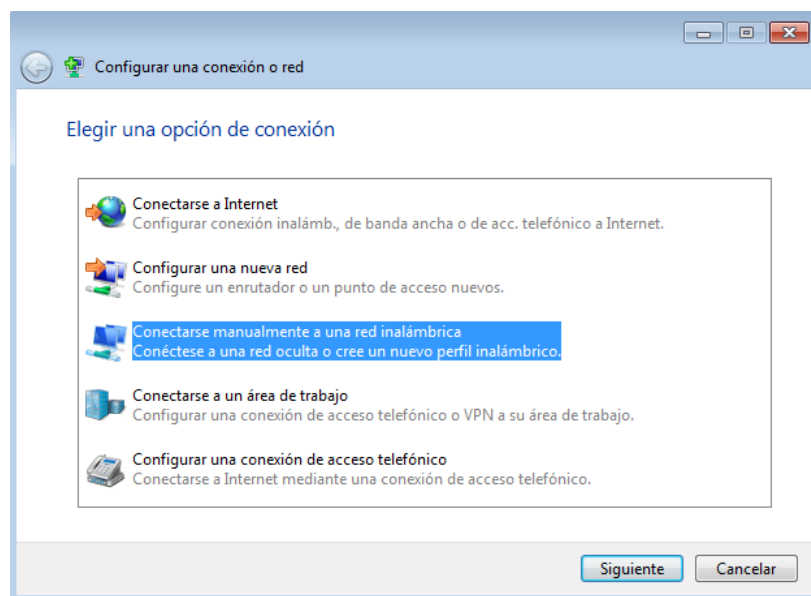 Configurar una conexión o red
Elegir una opción de conexión
Conectarse a Internet
Configurar conexión inalámb., de banda ancha o de acc. telefónico a Internet.
Configurar una nueva red
Configure un enrutador o un punto de acceso nuevos.
Conectarse manualmente a una red inalámbrica
Conéctese a una red oculta o cree un nuevo perfil inalámbrico.
Conectarse a un área de trabajo
Configurar una conexión de acceso telefónico o VPN a su área de trabajo.
Configurar una conexión de acceso telefónico
Conectarse a Internet mediante una conexión de acceso telefónico.
Siguiente Cancelar